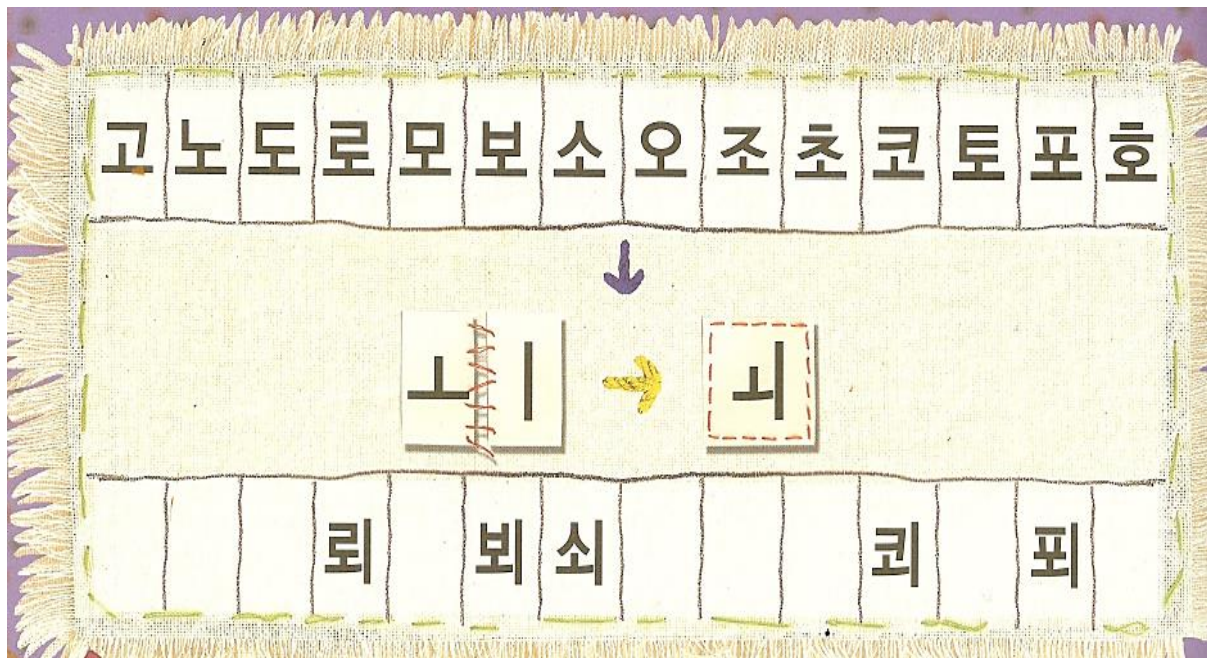 고 노 도 로 모 보 소 오 조 초 코 토 포 호
ㅗ ㅣ ㅚ
뢰 뵈 쇠 쾨 푀